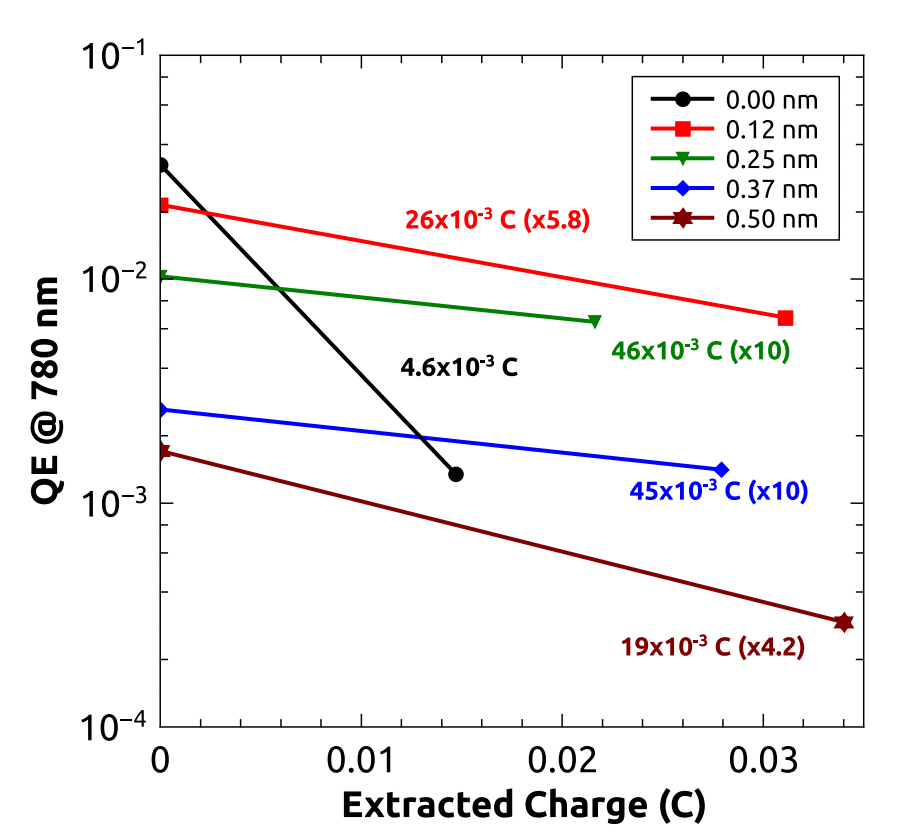 10⁻¹
10⁻²
10⁻³
10⁻⁴
QE @ 780 nm
0.00 nm
0.12 nm
0.25 nm
0.37 nm
0.50 nm
26x10⁻³ C (x5.8)
46x10⁻³ C (x10)
4.6x10⁻³ C
45x10⁻³ C (x10)
19x10⁻³ C (x4.2)
0 0.01 0.02 0.03
Extracted Charge (C)